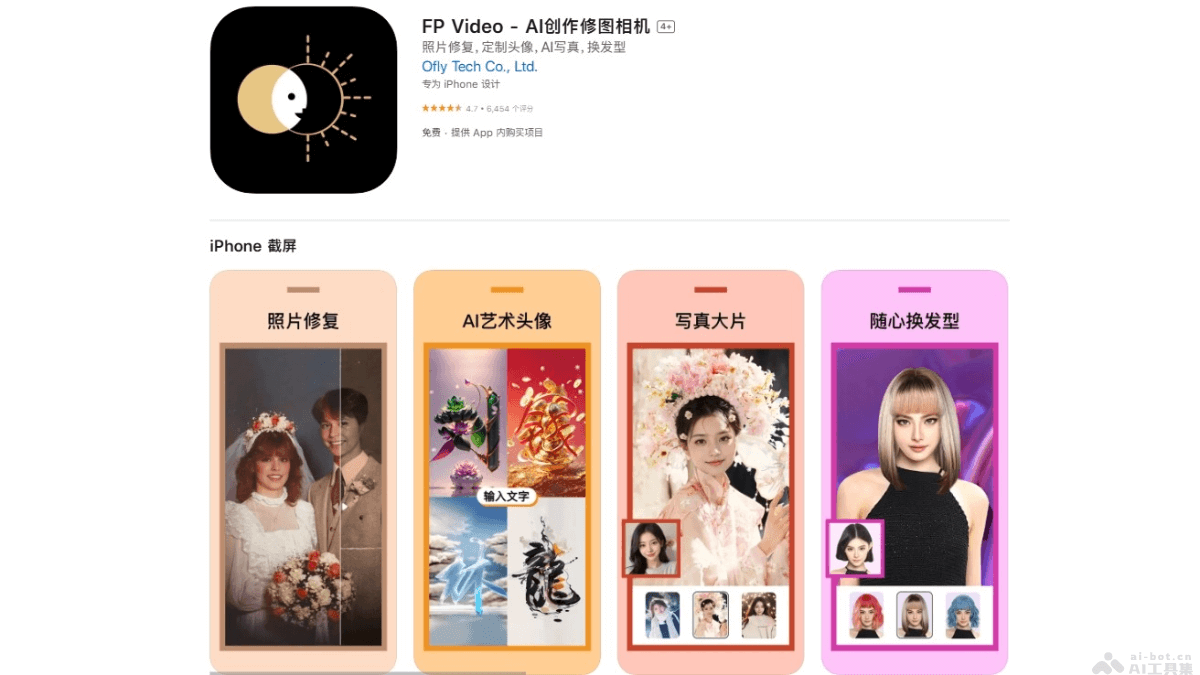 FP Video - AI创作修图相机 4+
照片修复, 定制头像, AI写真, 换发型
Ofly Tech Co., Ltd.
专为 iPhone 设计
★★★★★ 4.7 • 6,454 个评分
免费 · 提供 App 内购买项目
iPhone 截屏
照片修复
AI艺术头像
写真大片
随心换发型
刘
發
输入文字
龍
ai-bot.cn
AI工具集